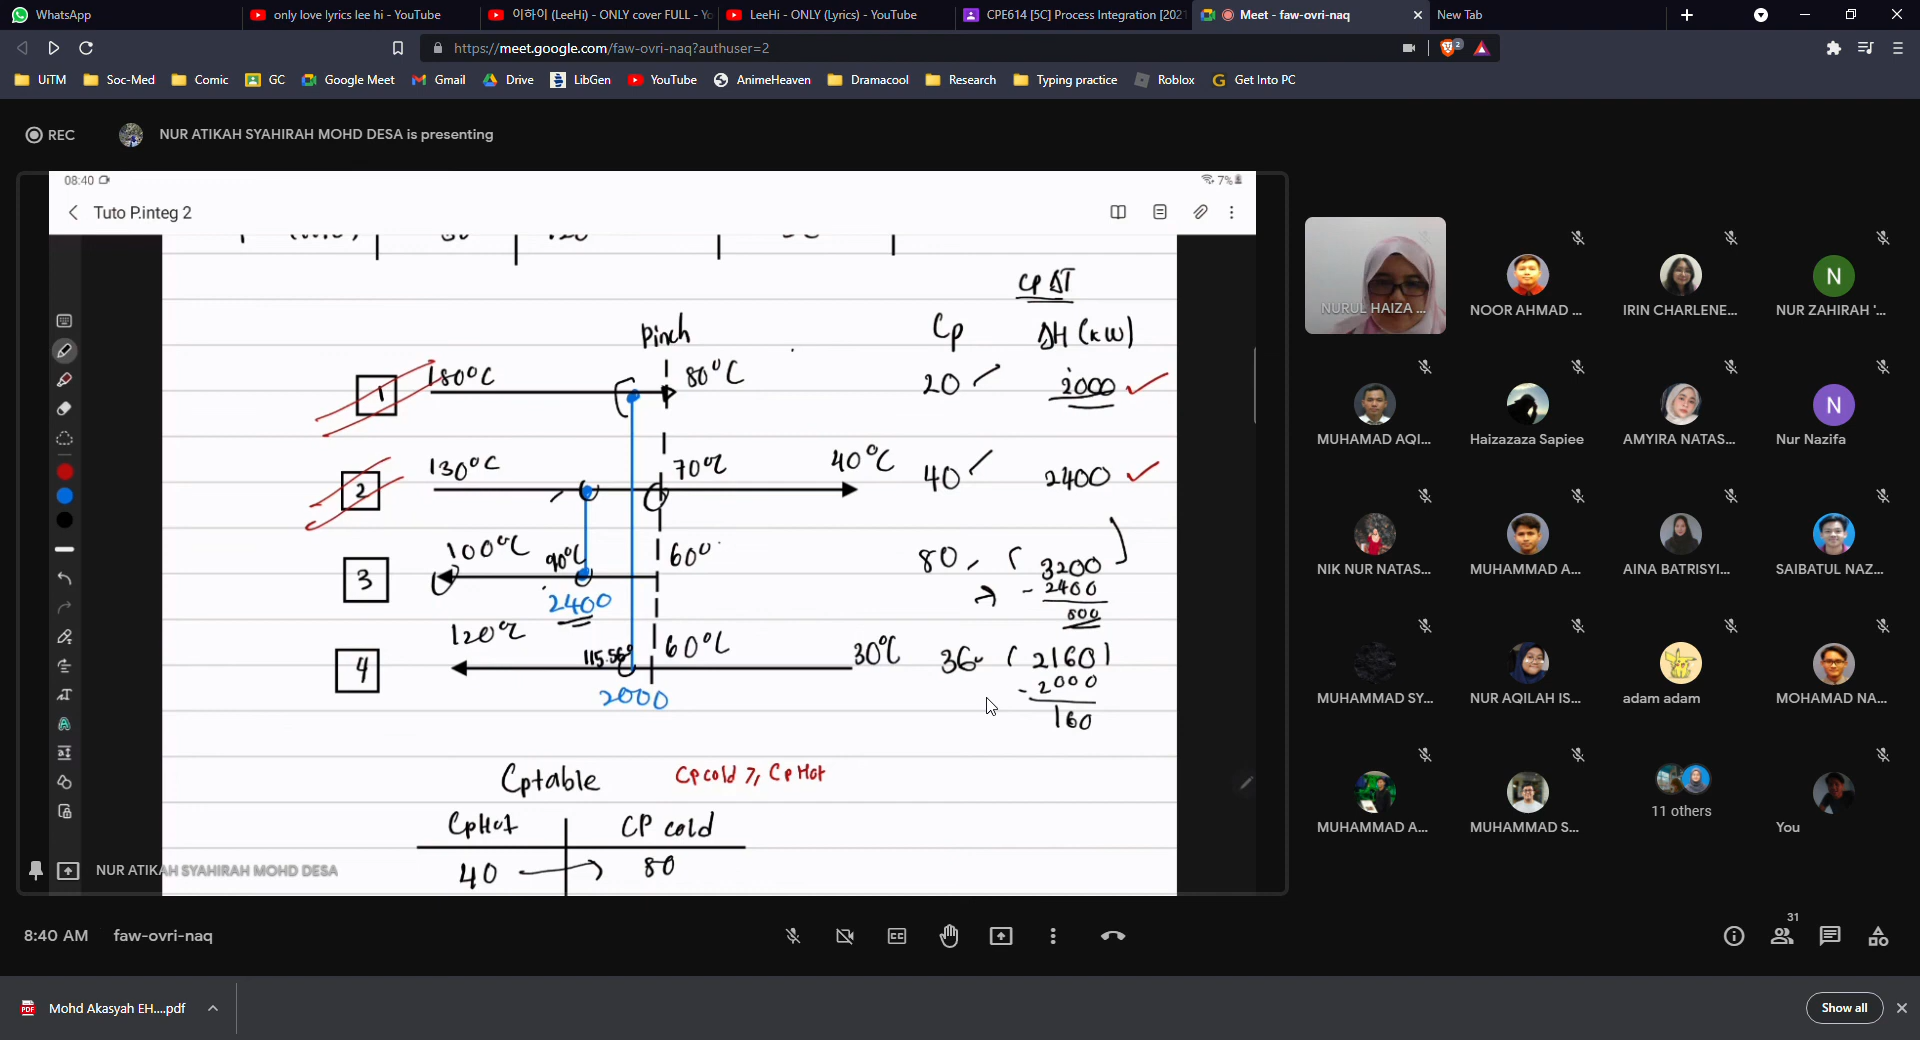 WhatsApp
only love lyrics lee hi - YouTube
이하이 (LeeHi) - ONLY cover FULL - Yo
LeeHi - ONLY (Lyrics) - YouTube
CPE614 [5C] Process Integration [2021
Meet - faw-ovri-naq
New Tab
https://meet.google.com/faw-ovri-naq?authuser=2
2
UiTM
Soc-Med
Comic
GC
Google Meet
Gmail
Drive
LibGen
YouTube
AnimeHeaven
Dramacool
Research
Typing practice
Roblox
Get Into PC
REC
NUR ATIKAH SYAHIRAH MOHD DESA is presenting
08:40
7%
Tuto P.integ 2
Cp ΔT
Pinch
Cp
ΔH (kW)
1
180°C
80°C
20
2000
2
130°C
70°C
40°C
40
2400
3
100°C
90°C
60°
80
3200
- 2400
800
2400
4
120°C
115.56°
60°C
30°C
36
(2160)
- 2000
160
2000
Cp table
Cp cold ≥ Cp Hot
Cp Hot
CP cold
40
80
NUR ATIKAH SYAHIRAH MOHD DESA
NURUL HAIZA ...
NOOR AHMAD ...
IRIN CHARLENE...
N
NUR ZAHIRAH '...
MUHAMAD AQI...
Haizazaza Sapiee
AMYIRA NATAS...
N
Nur Nazifa
NIK NUR NATAS...
MUHAMMAD A...
AINA BATRISYI...
SAIBATUL NAZ...
MUHAMMAD SY...
NUR AQILAH IS...
adam adam
MOHAMAD NA...
MUHAMMAD A...
MUHAMMAD S...
11 others
You
8:40 AM
faw-ovri-naq
31
PDF
Mohd Akasyah EH....pdf
Show all